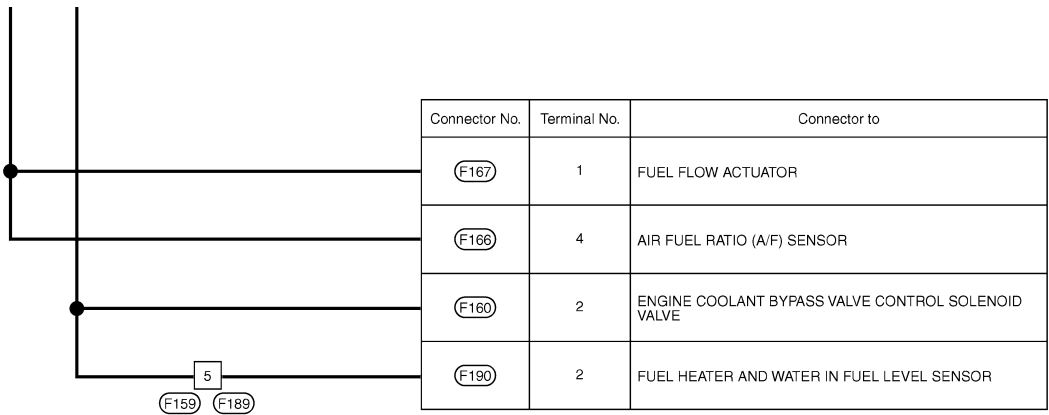 Connector No. Terminal No. Connector to
F167 1 FUEL FLOW ACTUATOR
F166 4 AIR FUEL RATIO (A/F) SENSOR
F160 2 ENGINE COOLANT BYPASS VALVE CONTROL SOLENOID
VALVE
5 F190 2 FUEL HEATER AND WATER IN FUEL LEVEL SENSOR
F159 F189